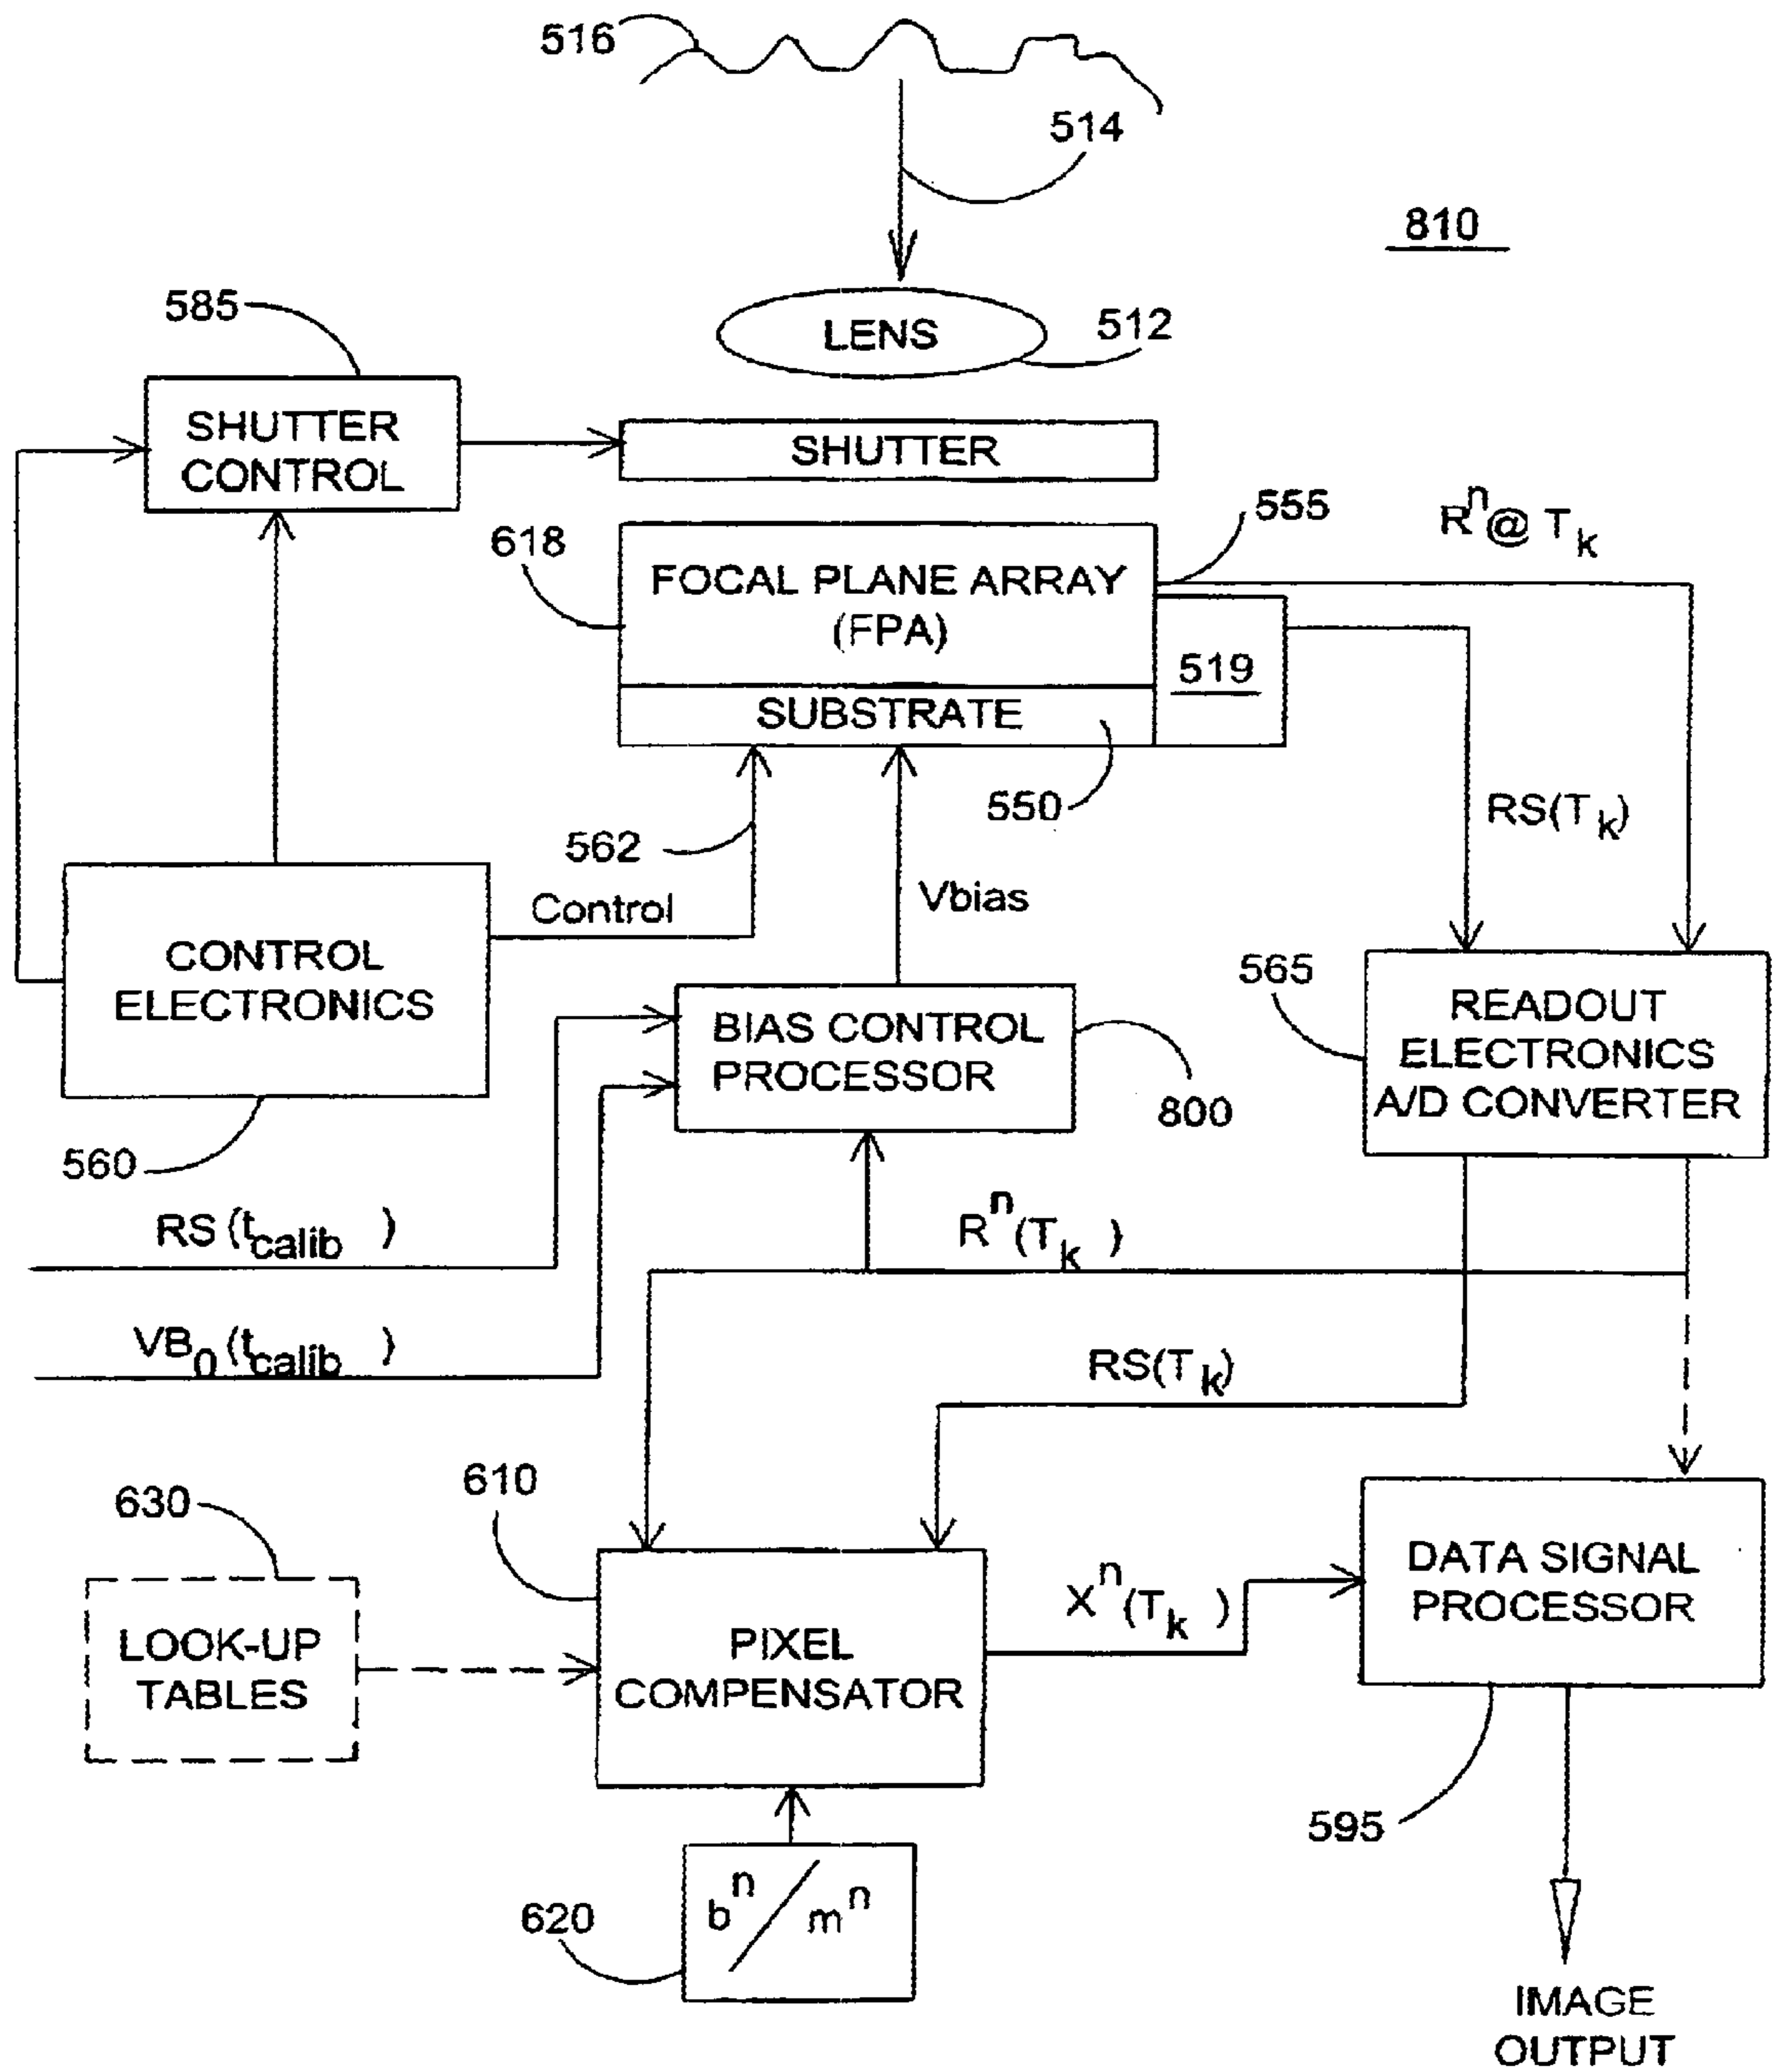 516
514
810
585
LENS
512
SHUTTER
CONTROL
SHUTTER
618
FOCAL PLANE ARRAY
(FPA)
555
Rⁿ@ Tₖ
519
SUBSTRATE
550
RS(Tₖ)
562
Control
Vbias
CONTROL
ELECTRONICS
565
READOUT
ELECTRONICS
A/D CONVERTER
BIAS CONTROL
PROCESSOR
800
560
RS (t_calib )
Rⁿ(Tₖ )
VB₀ (t_calib )
RS(Tₖ)
630
610
LOOK-UP
TABLES
PIXEL
COMPENSATOR
Xⁿ(Tₖ )
DATA SIGNAL
PROCESSOR
595
620
bⁿ / mⁿ
IMAGE
OUTPUT